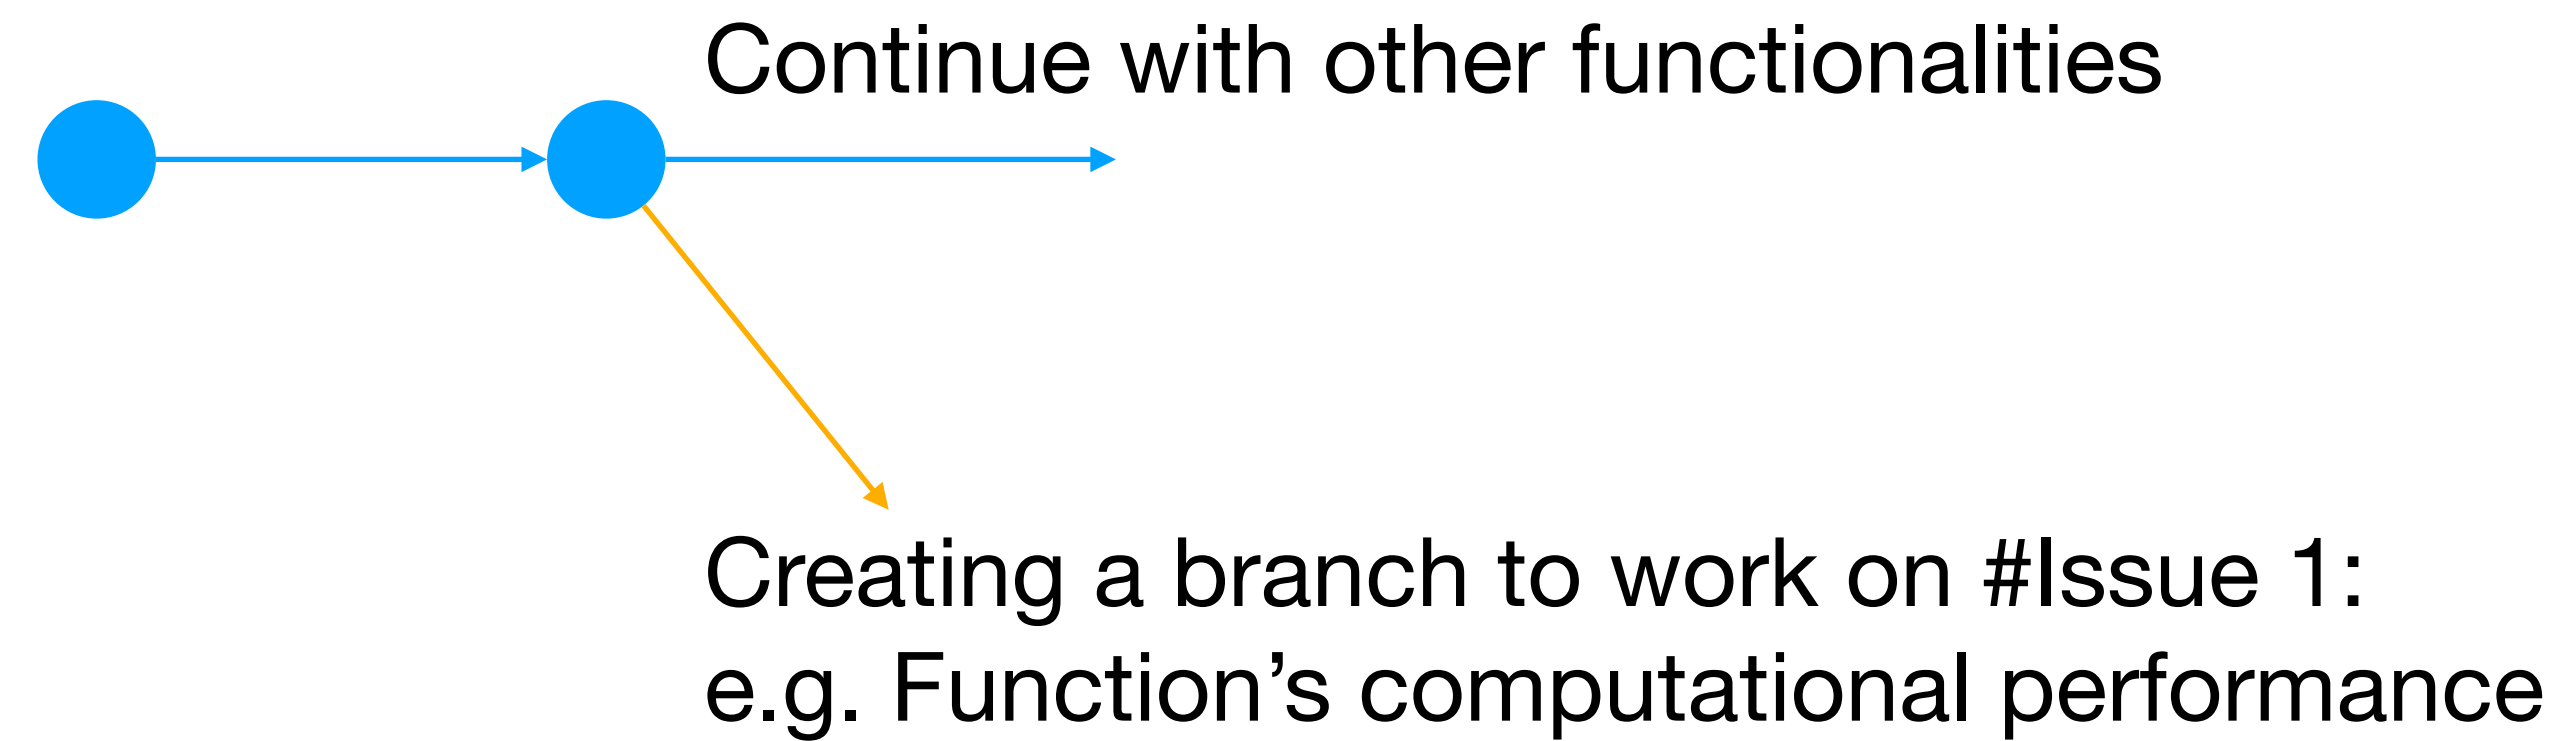 Continue with other functionalities
Creating a branch to work on #Issue 1:
e.g. Function’s computational performance